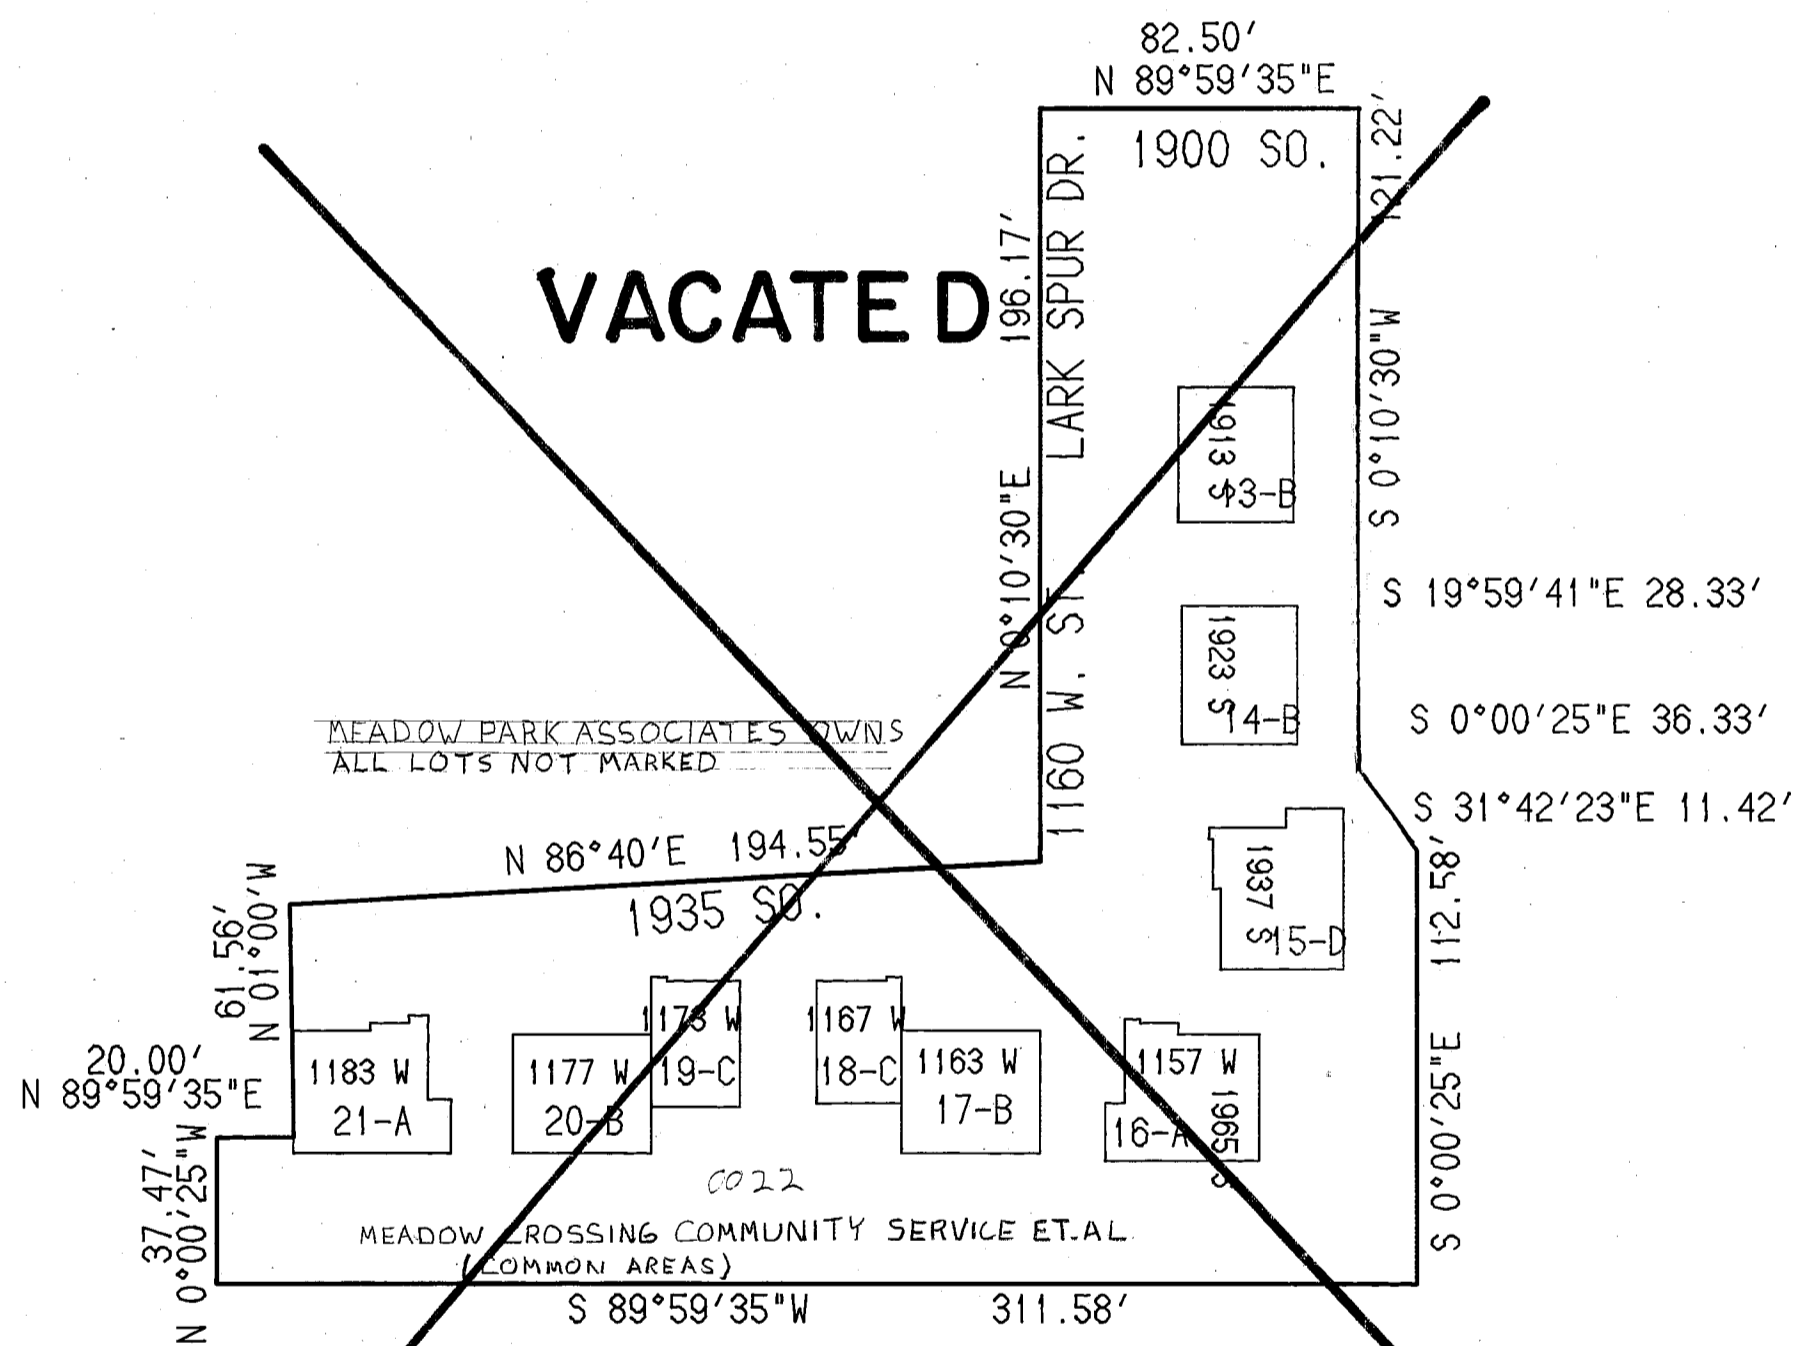 82.50'
N 89°59'35"E
1900 SO.
121.22'
S 0°10'30"W
VACATED
196.17'
N 0°10'30"E
LARK SPUR DR.
1160 W. ST.
1913 S
13-B
S 19°59'41"E 28.33'
1923 S
14-B
S 0°00'25"E 36.33'
MEADOW PARK ASSOCIATES OWNS
ALL LOTS NOT MARKED
S 31°42'23"E 11.42'
N 86°40'E 194.55'
1935 SO.
1937 S
15-D
112.58'
S 0°00'25"E
61.56'
N 01°00'W
20.00'
N 89°59'35"E
1183 W
21-A
1177 W
20-B
1173 W
19-C
1167 W
18-C
1163 W
17-B
1157 W
16-A
1965 S
37.47'
N 0°00'25"W
0022
MEADOW CROSSING COMMUNITY SERVICE ET.AL
(COMMON AREAS)
S 89°59'35"W 311.58'